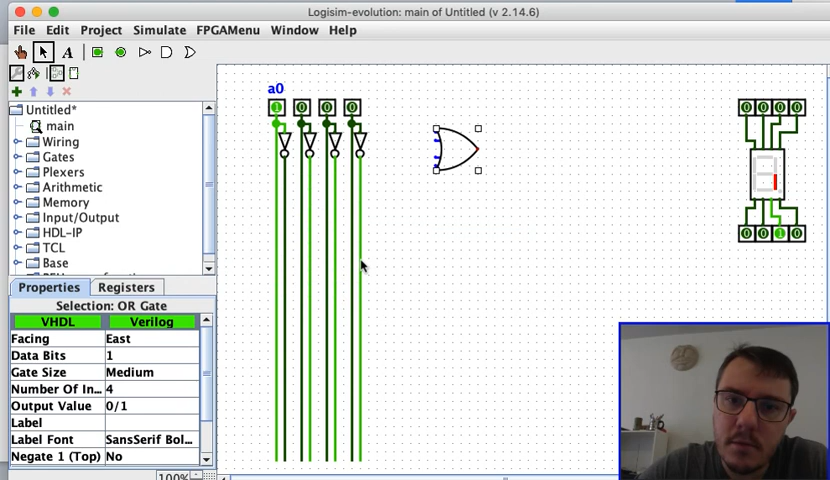 Logisim-evolution: main of Untitled (v 2.14.6)
File Edit Project Simulate FPGAMenu Window Help
A
Untitled*
main
Wiring
Gates
Plexers
Arithmetic
Memory
Input/Output
HDL-IP
TCL
Base
Properties Registers
Selection: OR Gate
VHDL Verilog
Facing East
Data Bits 1
Gate Size Medium
Number Of In... 4
Output Value 0/1
Label
Label Font SansSerif Bol...
Negate 1 (Top) No
100%
a0
1 0 0 0
0 0 0 0
0 0 1 0